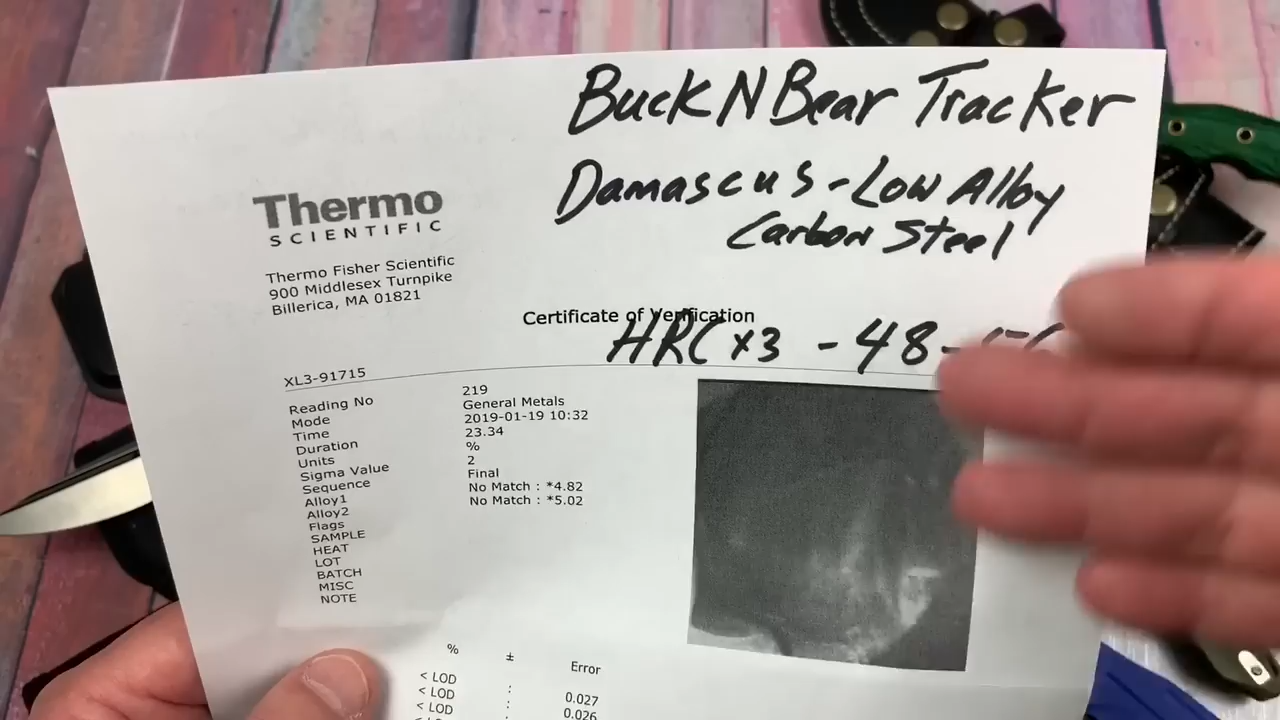 Buck N Bear Tracker
Damascus - Low Alloy
Carbon Steel
Thermo
SCIENTIFIC
Thermo Fisher Scientific
900 Middlesex Turnpike
Billerica, MA 01821
Certificate of Verification
HRC x3 - 48 -
XL3-91715
Reading No 219
Mode General Metals
Time 2019-01-19 10:32
Duration 23.34
Units %
Sigma Value 2
Sequence Final
Alloy1 No Match : *4.82
Alloy2 No Match : *5.02
Flags
SAMPLE
HEAT
LOT
BATCH
MISC
NOTE
% ± Error
< LOD : 0.027
< LOD : 0.026
< LOD